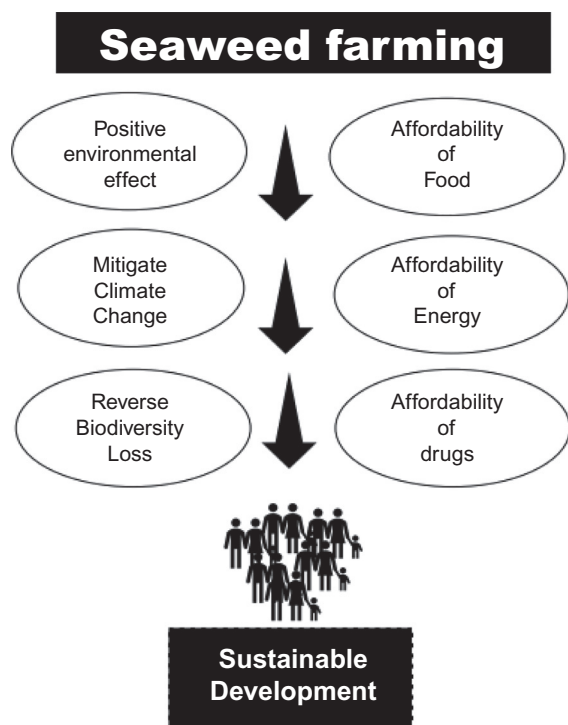 Seaweed farming
Positive
environmental
effect
Affordability
of
Food
Mitigate
Climate
Change
Affordability
of
Energy
Reverse
Biodiversity
Loss
Affordability
of
drugs
Sustainable
Development